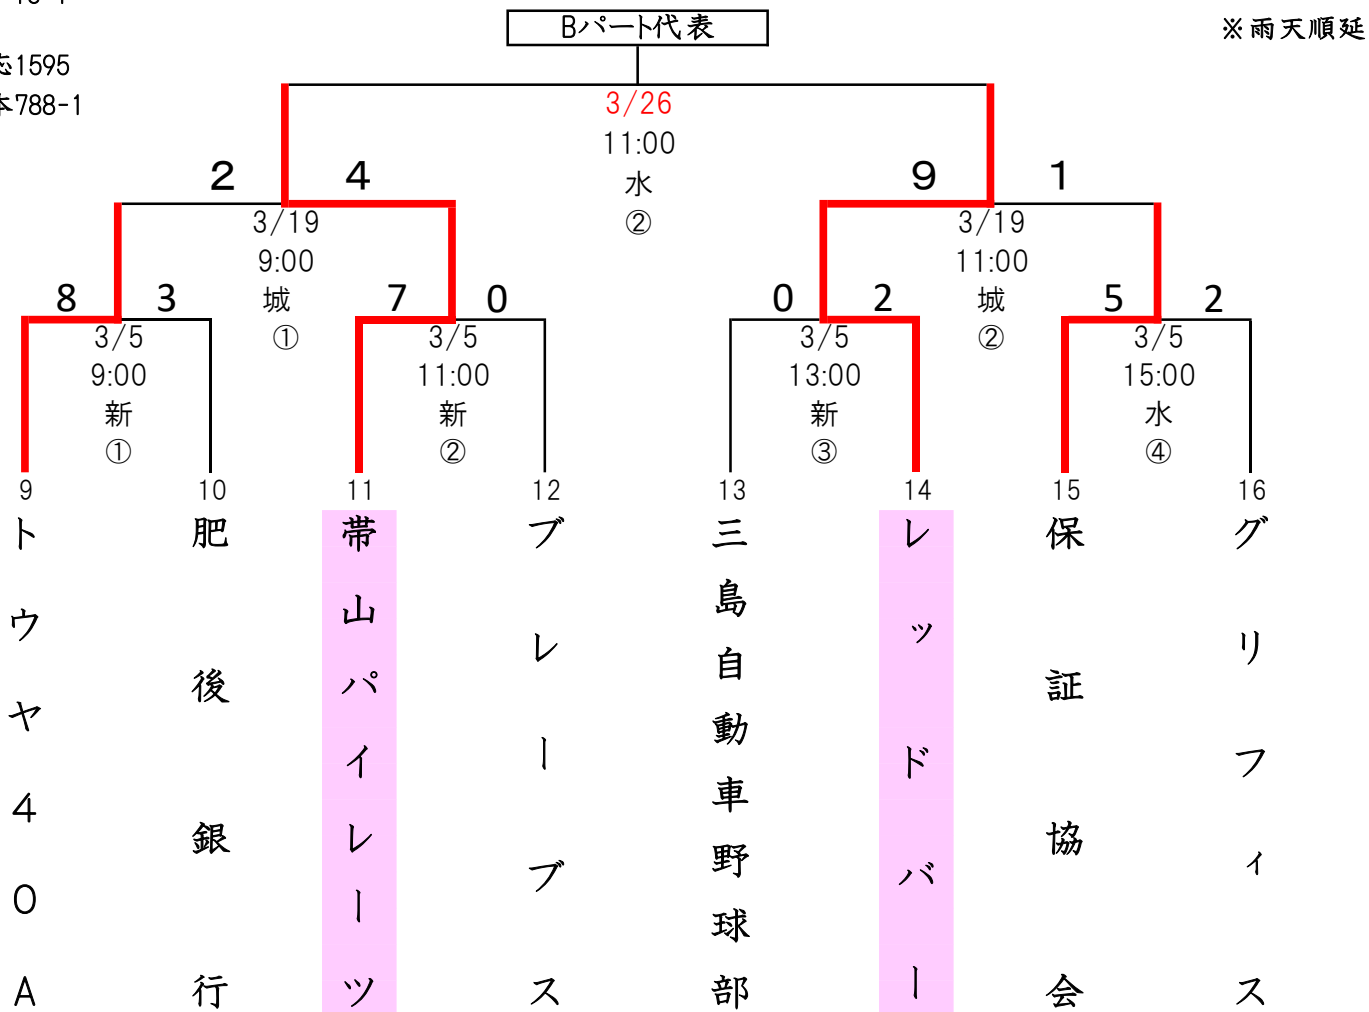 Bパート代表
※雨天順延
1595
本788-1
3/26
11:00
水
②
2 4
9 1
3/19
9:00
城
①
3/19
11:00
城
②
8 3
7 0
0 2
5 2
3/5
9:00
新
①
3/5
11:00
新
②
3/5
13:00
新
③
3/5
15:00
水
④
9 10 11 12 13 14 15 16
トウヤ40A
肥後銀行
帯山パイレーツ
ブレーブス
三島自動車野球部
レッドバー
保証協会
グリフィス